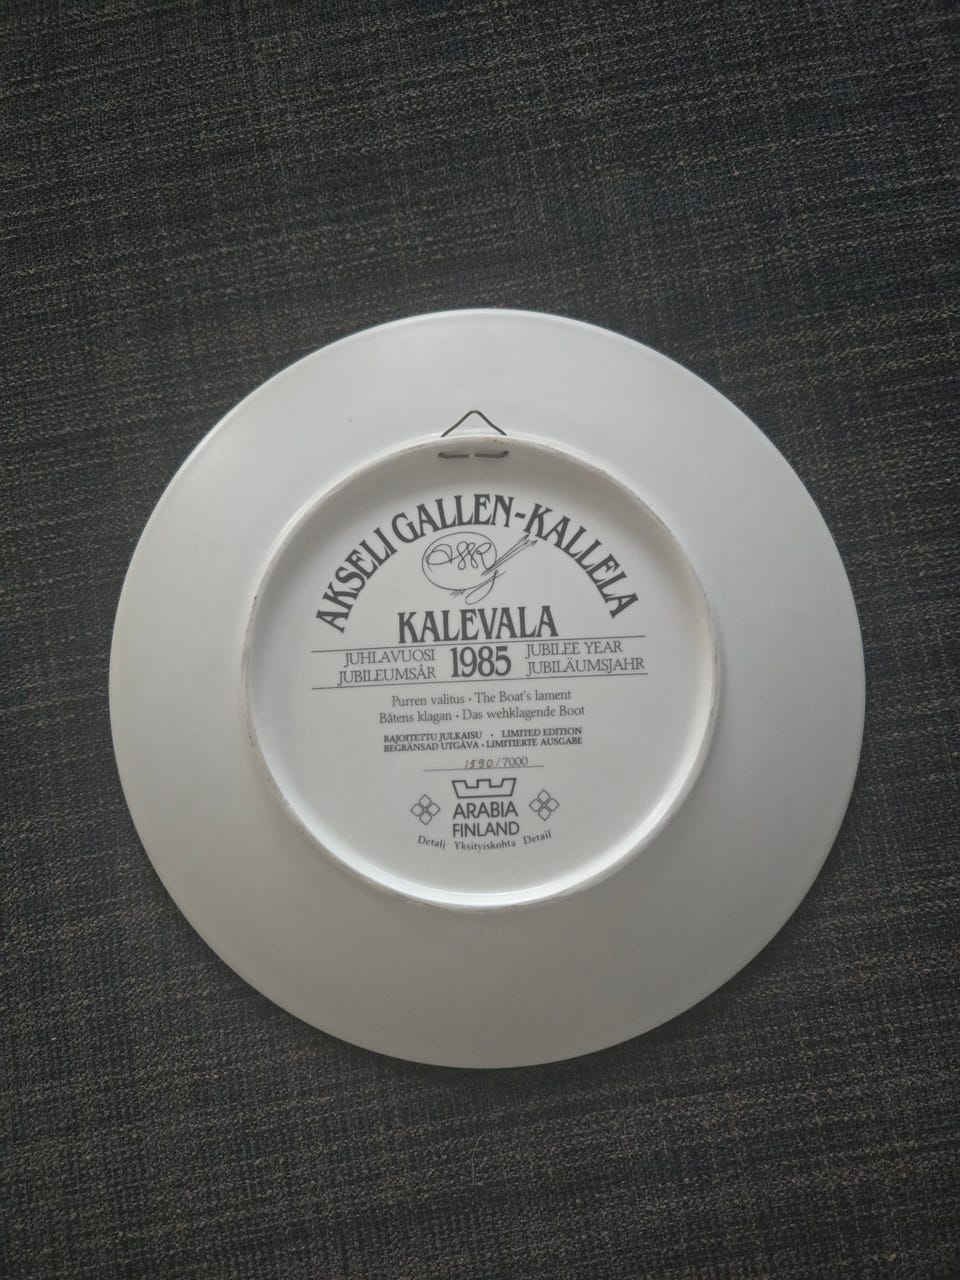 AKSELI GALLEN-KALLELA
KALEVALA
JUHLAVUOSI 1985 JUBILEE YEAR
JUBILEUMSÅR JUBILÄUMSJAHR
Purren valitus • The Boat's lament
Båtens klagan • Das wehklagende Boot
RAJOITETTU JULKAISU • LIMITED EDITION
BEGRÄNSAD UTGÅVA • LIMITIERTE AUSGABE
1590/7000
ARABIA
FINLAND
Detalj Yksityiskohta Detail